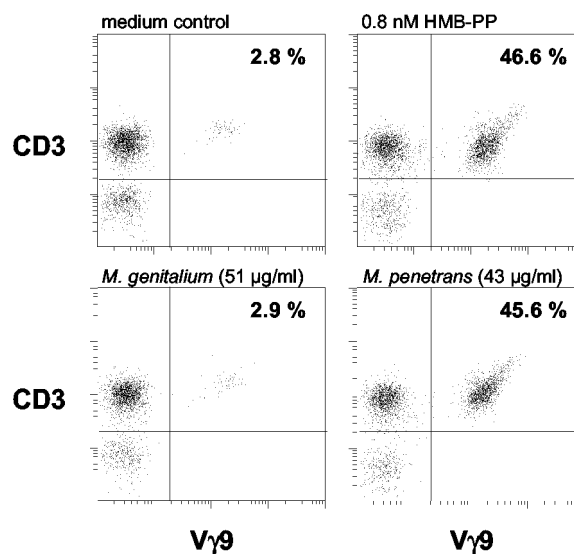 medium control
0.8 nM HMB-PP
2.8 %
46.6 %
CD3
M. genitalium (51 µg/ml)
M. penetrans (43 µg/ml)
2.9 %
45.6 %
CD3
Vγ9
Vγ9